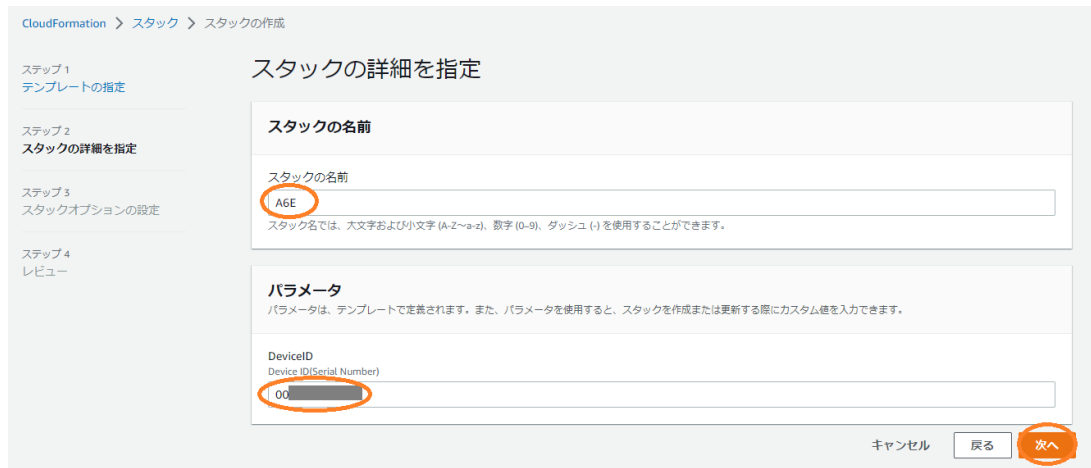 CloudFormation > スタック > スタックの作成
ステップ 1
テンプレートの指定
ステップ 2
スタックの詳細を指定
ステップ 3
スタックオプションの設定
ステップ 4
レビュー
スタックの詳細を指定
スタックの名前
スタックの名前
A6E
スタック名では、大文字および小文字 (A-Z～a-z)、数字 (0-9)、ダッシュ (-) を使用することができます。
パラメータ
パラメータは、テンプレートで定義されます。また、パラメータを使用すると、スタックを作成または更新する際にカスタム値を入力できます。
DeviceID
Device ID(Serial Number)
00
キャンセル 戻る 次へ